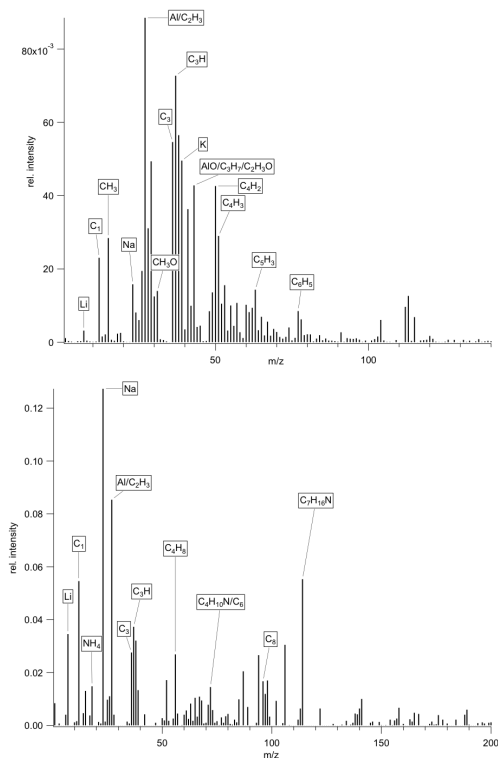 Al/C₂H₃
80x10⁻³
C₃H
C₃
60
K
AlO/C₃H₇/C₂H₃O
rel. intensity
40
CH₃
C₄H₂
C₁
C₄H₃
Na
CH₃O
C₅H₃
20
C₆H₅
Li
0
50
100
m/z
Na
0.12
0.10
Al/C₂H₃
C₇H₁₆N
0.08
rel. intensity
C₁
0.06
C₄H₈
Li
0.04
C₃H
C₄H₁₀N/C₆
NH₄
C₃
C₈
0.02
0.00
50
100
150
200
m/z